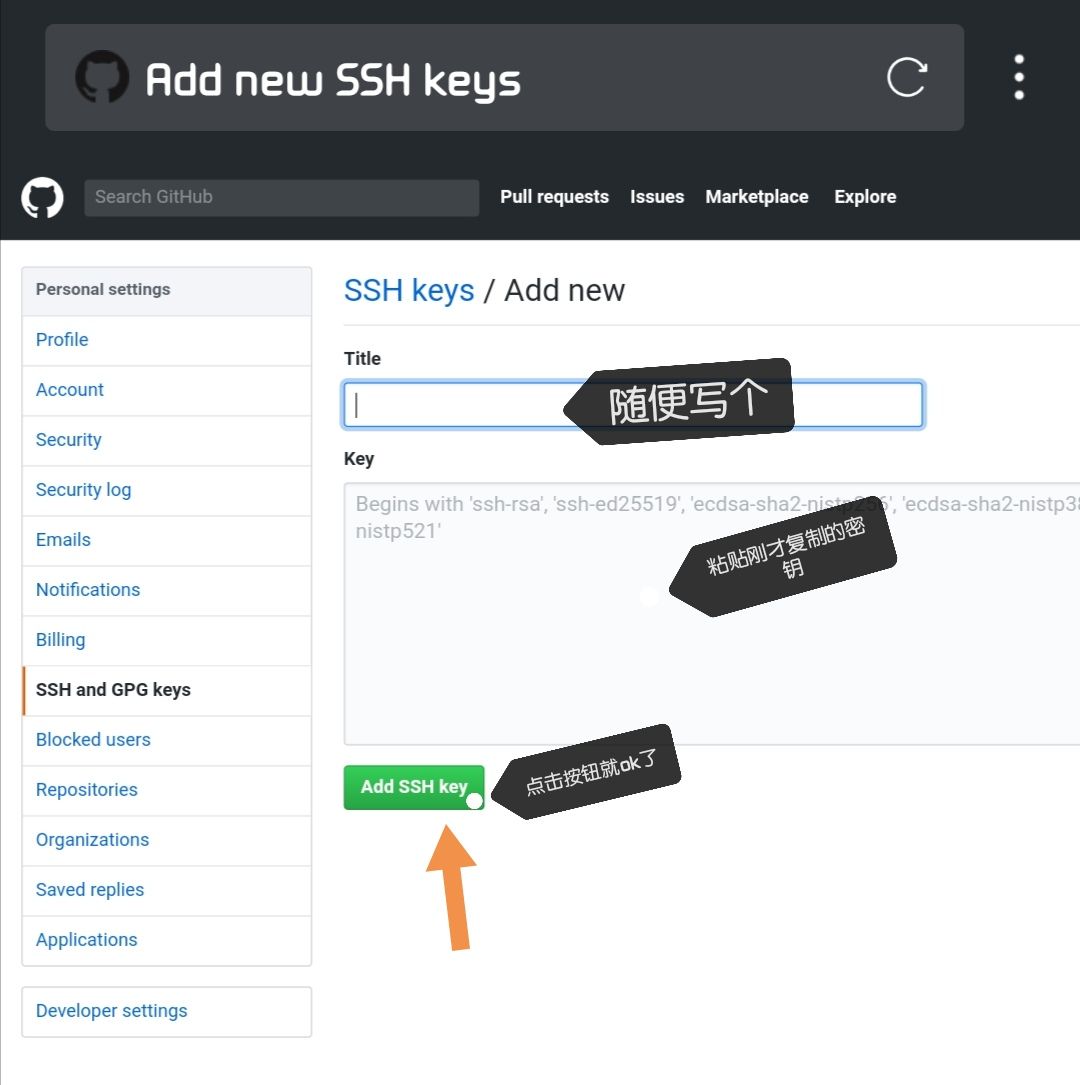 Add new SSH keys
Search GitHub
Pull requests
Issues
Marketplace
Explore
Personal settings
Profile
Account
Security
Security log
Emails
Notifications
Billing
SSH and GPG keys
Blocked users
Repositories
Organizations
Saved replies
Applications
Developer settings
SSH keys / Add new
Title
随便写个
Key
Begins with 'ssh-rsa', 'ssh-ed25519', 'ecdsa-sha2-nistp256', 'ecdsa-sha2-nistp38
nistp521'
粘贴刚才复制的密
钥
Add SSH key
点击按钮就ok了